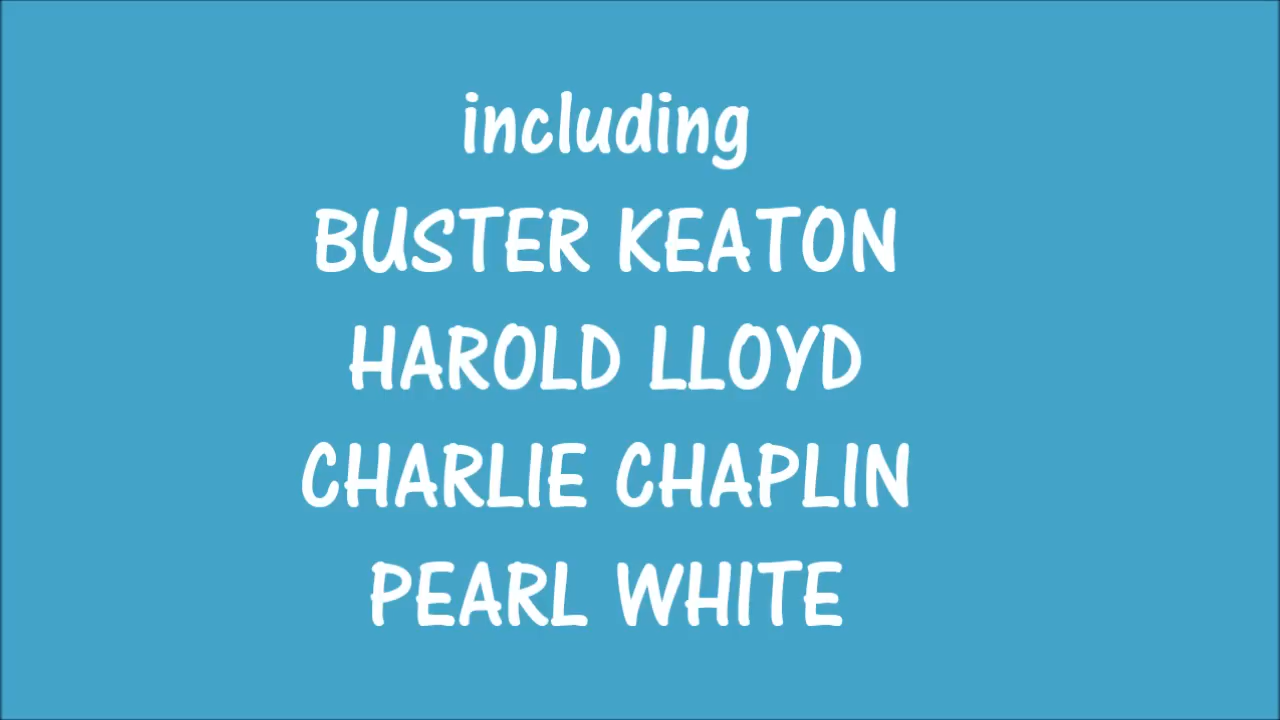 including
BUSTER KEATON
HAROLD LLOYD
CHARLIE CHAPLIN
PEARL WHITE